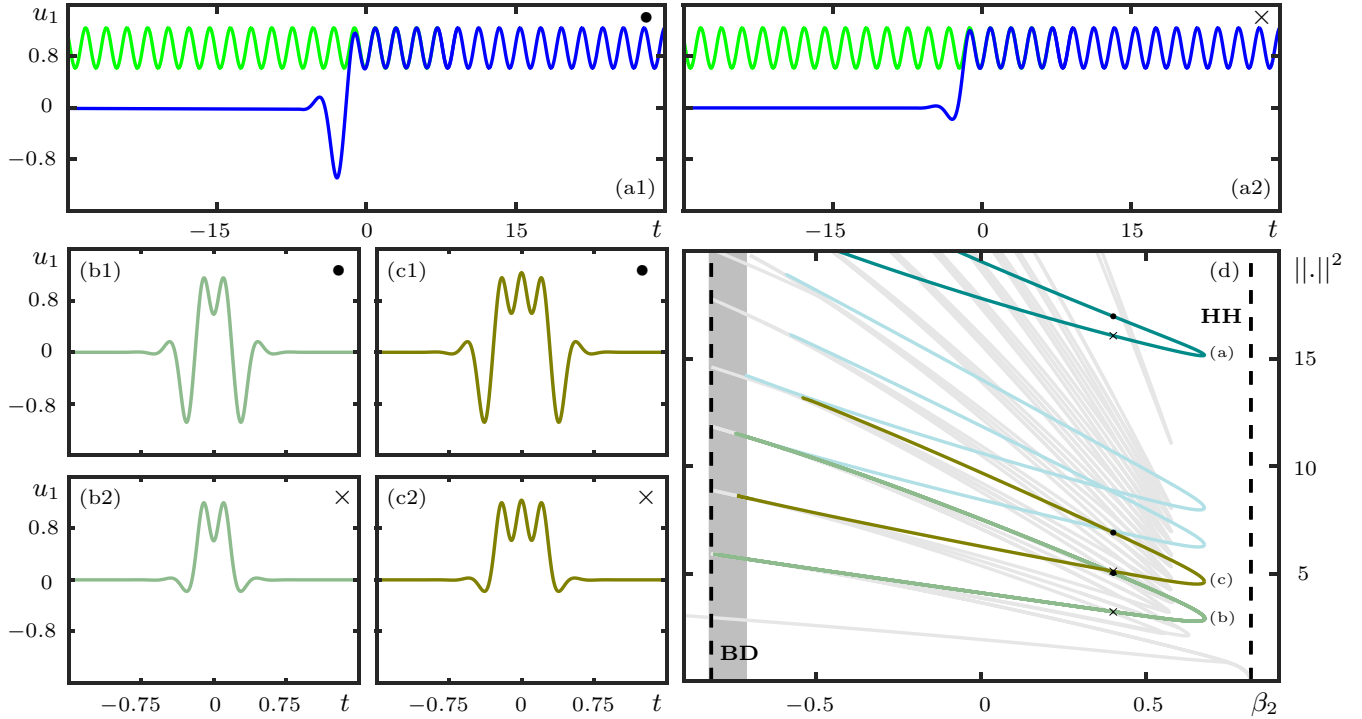 u₁ 0.8 0 −0.8
● (a1)
−15 0 15 t
× (a2)
−15 0 15 t
u₁ 0.8 0 −0.8
(b1) ●
(c1) ●
u₁ 0.8 0 −0.8
(b2) ×
(c2) ×
−0.75 0 0.75 t
−0.75 0 0.75 t
(d) ||.||²
HH
(a)
15
10
(c) 5
(b)
BD
−0.5 0 0.5 β₂